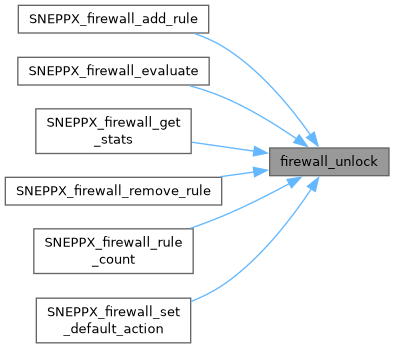 SNEPPX_firewall_add_rule
SNEPPX_firewall_evaluate
SNEPPX_firewall_get
_stats
firewall_unlock
SNEPPX_firewall_remove_rule
SNEPPX_firewall_rule
_count
SNEPPX_firewall_set
_default_action